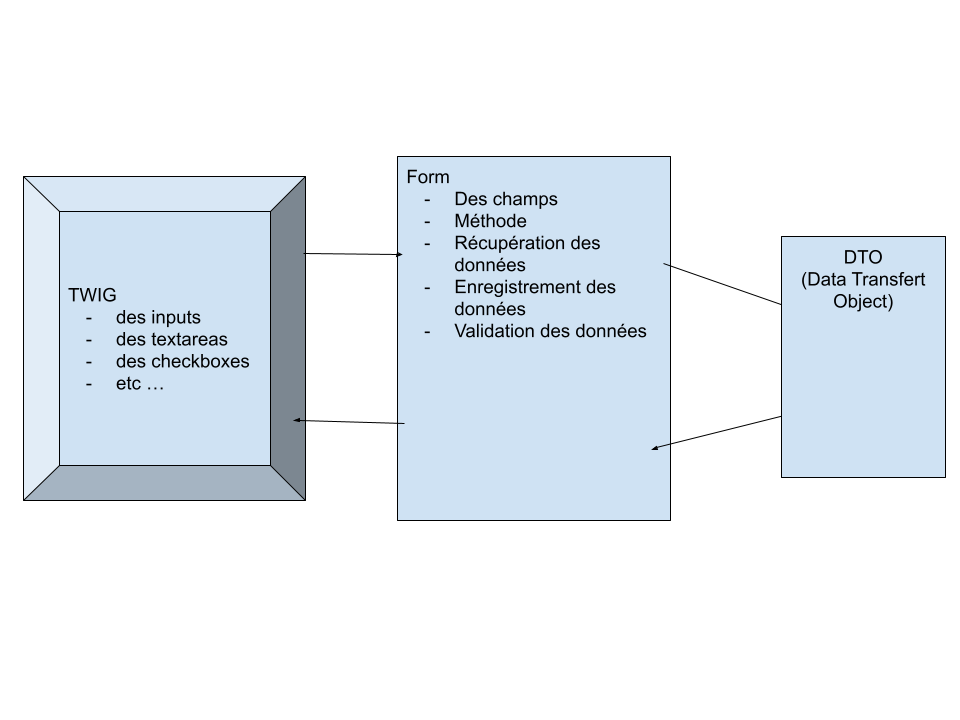 TWIG
- des inputs
- des textareas
- des checkboxes
- etc …
Form
- Des champs
- Méthode
- Récupération des
données
- Enregistrement des
données
- Validation des données
DTO
(Data Transfert
Object)